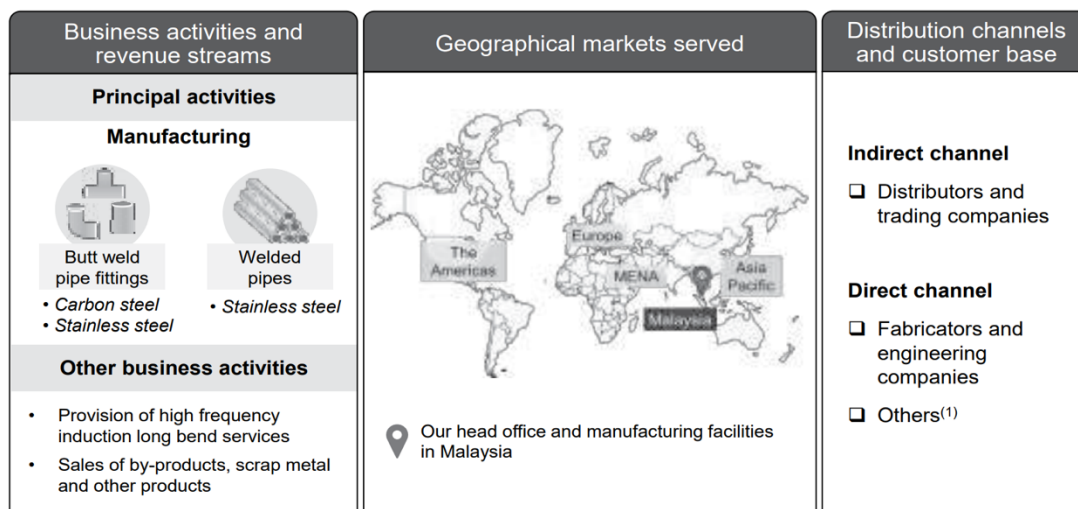 Business activities and
revenue streams
Principal activities
Manufacturing
Butt weld
pipe fittings
• Carbon steel
• Stainless steel
Welded
pipes
• Stainless steel
Other business activities
• Provision of high frequency
induction long bend services
• Sales of by-products, scrap metal
and other products
Geographical markets served
The
Americas
Europe
MENA
Asia
Pacific
Malaysia
Our head office and manufacturing facilities
in Malaysia
Distribution channels
and customer base
Indirect channel
❑ Distributors and
trading companies
Direct channel
❑ Fabricators and
engineering
companies
❑ Others(1)